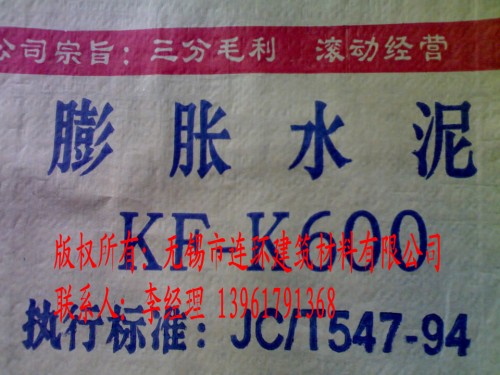 公司宗旨：三分毛利 滚动经营
膨胀水泥
KF-K600
版权所有：无锡市连环建筑材料有限公司
联系人：李经理 13961791368
执行标准：JC/T547-94